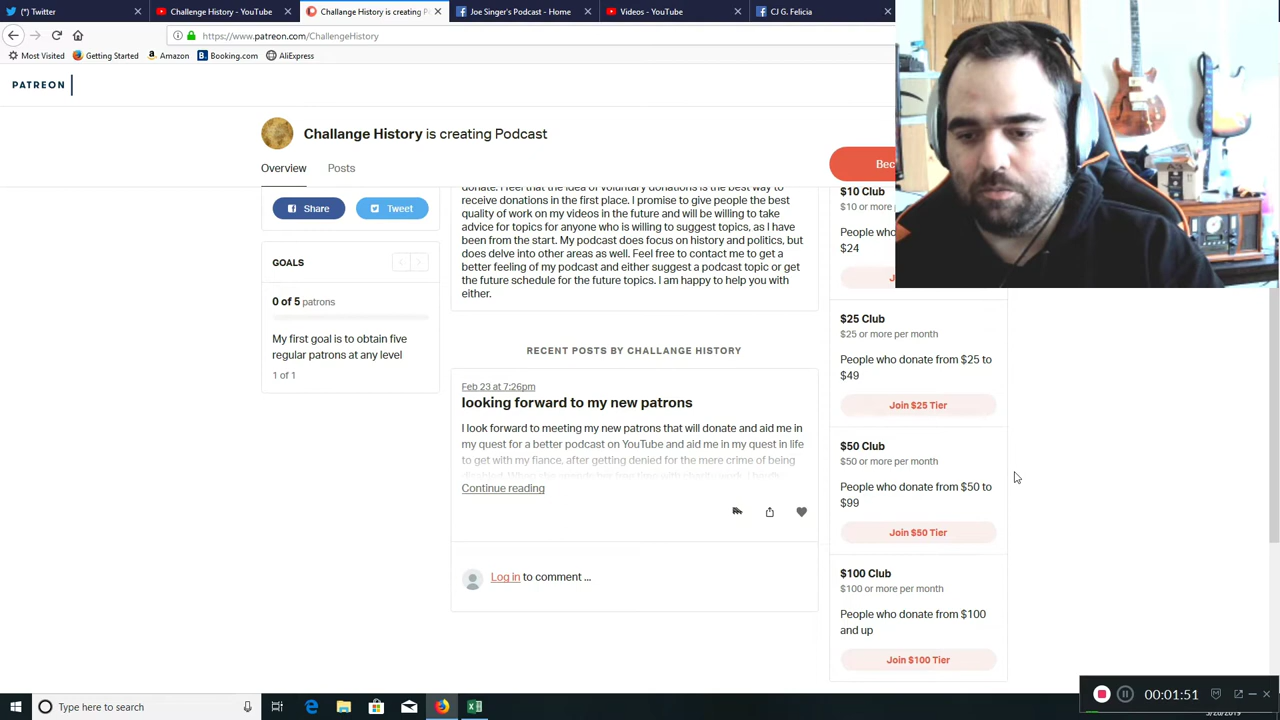 (*) Twitter
Challenge History - YouTube
Challange History is creating P
Joe Singer's Podcast - Home
Videos - YouTube
CJ G. Felicia
https://www.patreon.com/ChallengeHistory
Most Visited
Getting Started
Amazon
Booking.com
AliExpress
PATREON
Challange History is creating Podcast
Overview
Posts
Share
Tweet
GOALS
0 of 5 patrons
My first goal is to obtain five
regular patrons at any level
1 of 1
donate. I feel that the idea of voluntary donations is the best way to
receive donations in the first place. I promise to give people the best
quality of work on my videos in the future and will be willing to take
advice for topics for anyone who is willing to suggest topics, as I have
been from the start. My podcast does focus on history and politics, but
does delve into other areas as well. Feel free to contact me to get a
better feeling of my podcast and either suggest a podcast topic or get
the future schedule for the future topics. I am happy to help you with
either.
RECENT POSTS BY CHALLANGE HISTORY
Feb 23 at 7:26pm
looking forward to my new patrons
I look forward to meeting my new patrons that will donate and aid me in
my quest for a better podcast on YouTube and aid me in my quest in life
to get with my fiance, after getting denied for the mere crime of being
Continue reading
Log in to comment ...
Bec
$10 Club
$10 or more
People who
$24
$25 Club
$25 or more per month
People who donate from $25 to
$49
Join $25 Tier
$50 Club
$50 or more per month
People who donate from $50 to
$99
Join $50 Tier
$100 Club
$100 or more per month
People who donate from $100
and up
Join $100 Tier
Type here to search
00:01:51